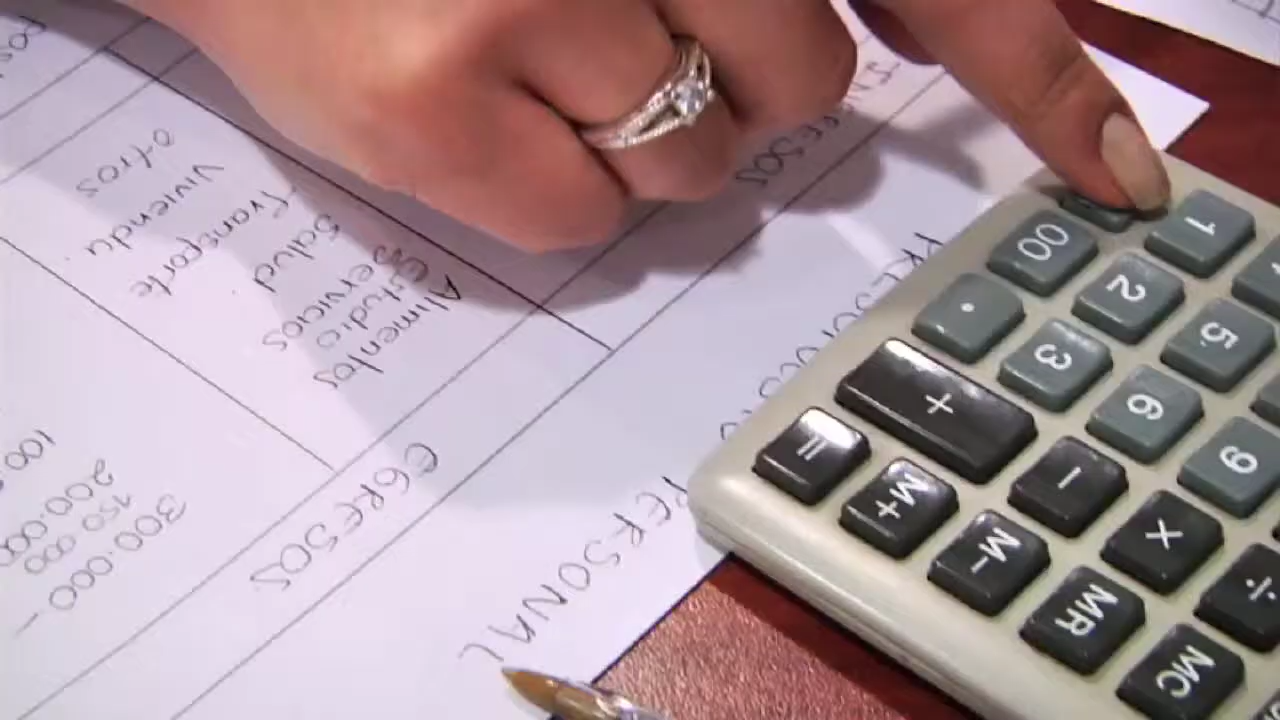 PERSONAL
INGRESOS
EGRESOS
Alimentos
Estudio
Servicios
Salud
Transporte
Vivienda
otros
300.000 -
150 000
200.000
÷ MC
9 × MR
5 6 - M-
1 2 3 + M+
00 . =